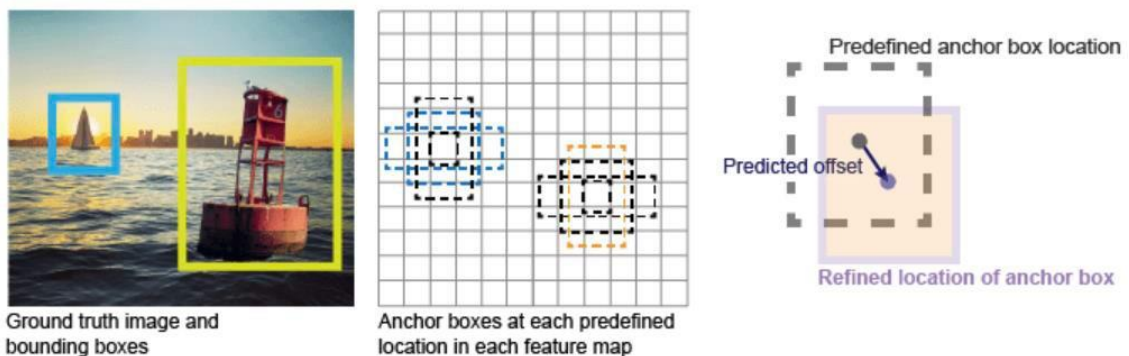 Ground truth image and
bounding boxes
Anchor boxes at each predefined
location in each feature map
Predefined anchor box location
Predicted offset
Refined location of anchor box